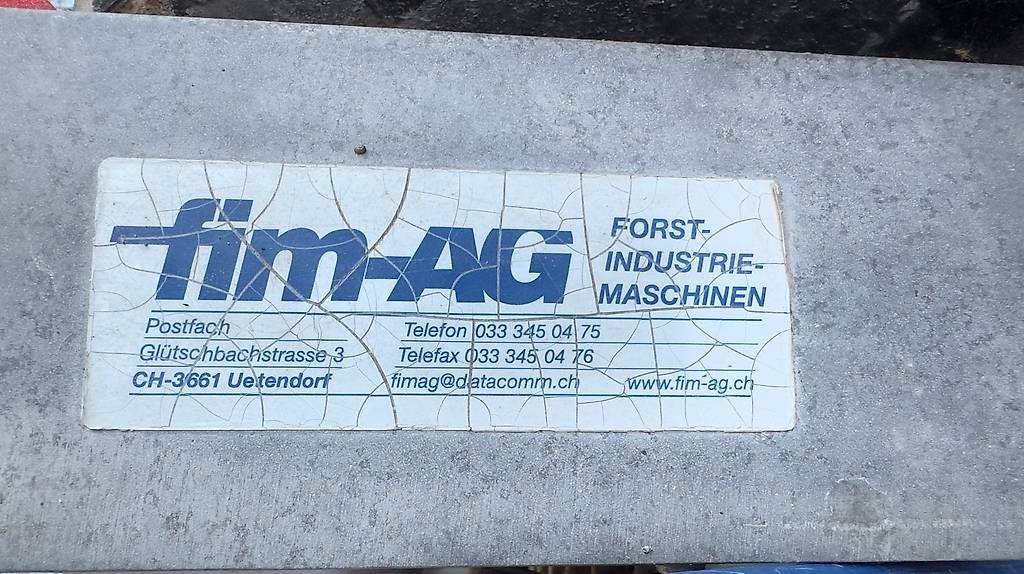 fim-AG
FORST-
INDUSTRIE-
MASCHINEN
Postfach
Glütschbachstrasse 3
CH-3661 Uetendorf
Telefon 033 345 04 75
Telefax 033 345 04 76
fimag@datacomm.ch
www.fim-ag.ch